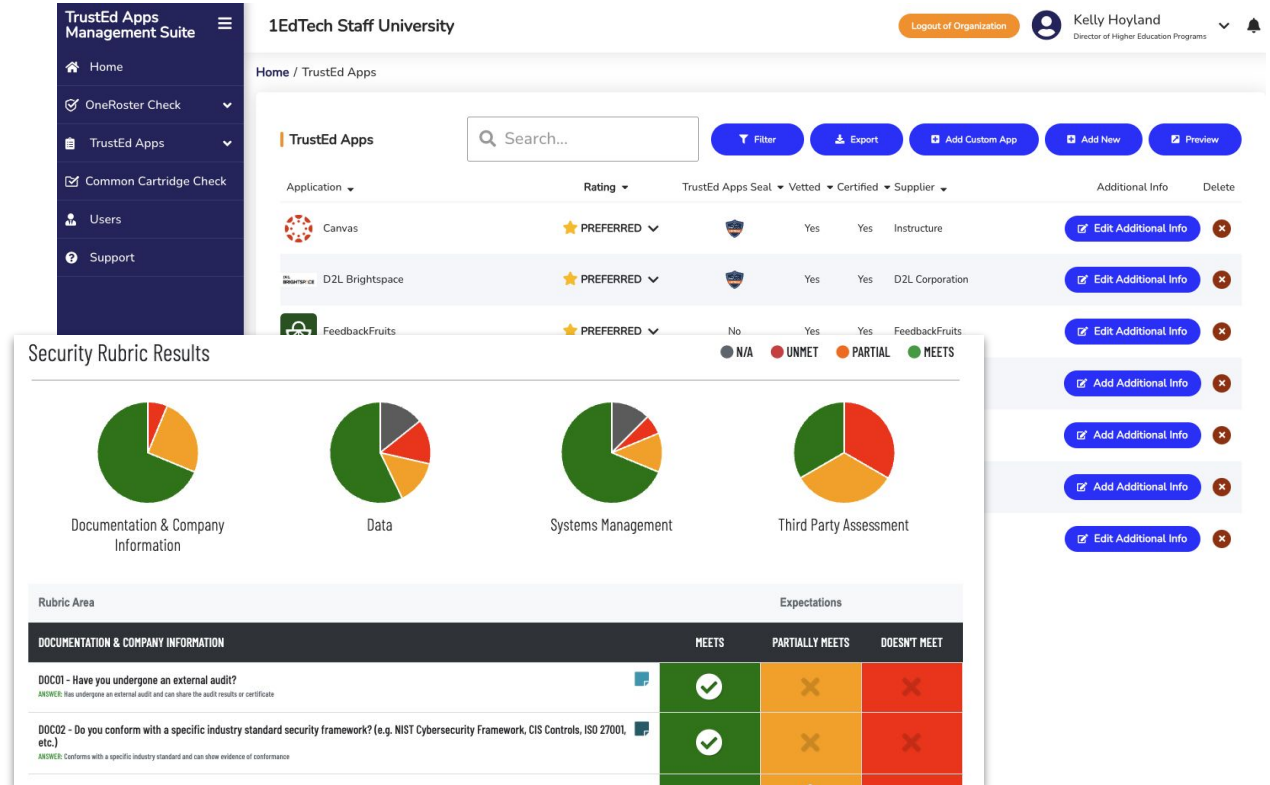 TrustEd Apps
Management Suite
1EdTech Staff University
Logout of Organization
Kelly Hoyland
Director of Higher Education Programs
Home
OneRoster Check
TrustEd Apps
Common Cartridge Check
Users
Support
Home / TrustEd Apps
TrustEd Apps
Search...
Filter
Export
Add Custom App
Add New
Preview
Application Rating TrustEd Apps Seal Vetted Certified Supplier Additional Info Delete
Canvas PREFERRED Yes Yes Instructure Edit Additional Info
D2L BRIGHTSPACE D2L Brightspace PREFERRED Yes Yes D2L Corporation Edit Additional Info
FeedbackFruits PREFERRED No Yes Yes FeedbackFruits Edit Additional Info
Add Additional Info
Add Additional Info
Add Additional Info
Edit Additional Info
Security Rubric Results
N/A UNMET PARTIAL MEETS
Documentation & Company
Information
Data
Systems Management
Third Party Assessment
Rubric Area Expectations
DOCUMENTATION & COMPANY INFORMATION MEETS PARTIALLY MEETS DOESN'T MEET
DOC01 - Have you undergone an external audit?
ANSWER: Has undergone an external audit and can share the audit results or certificate
DOC02 - Do you conform with a specific industry standard security framework? (e.g. NIST Cybersecurity Framework, CIS Controls, ISO 27001,
etc.)
ANSWER: Conforms with a specific industry standard and can show evidence of conformance